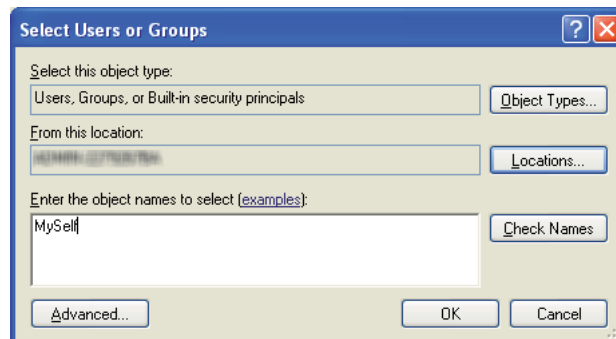 Select Users or Groups
Select this object type:
Users, Groups, or Built-in security principals
Object Types...
From this location:
Locations...
Enter the object names to select (examples):
MySelf
Check Names
Advanced...
OK
Cancel